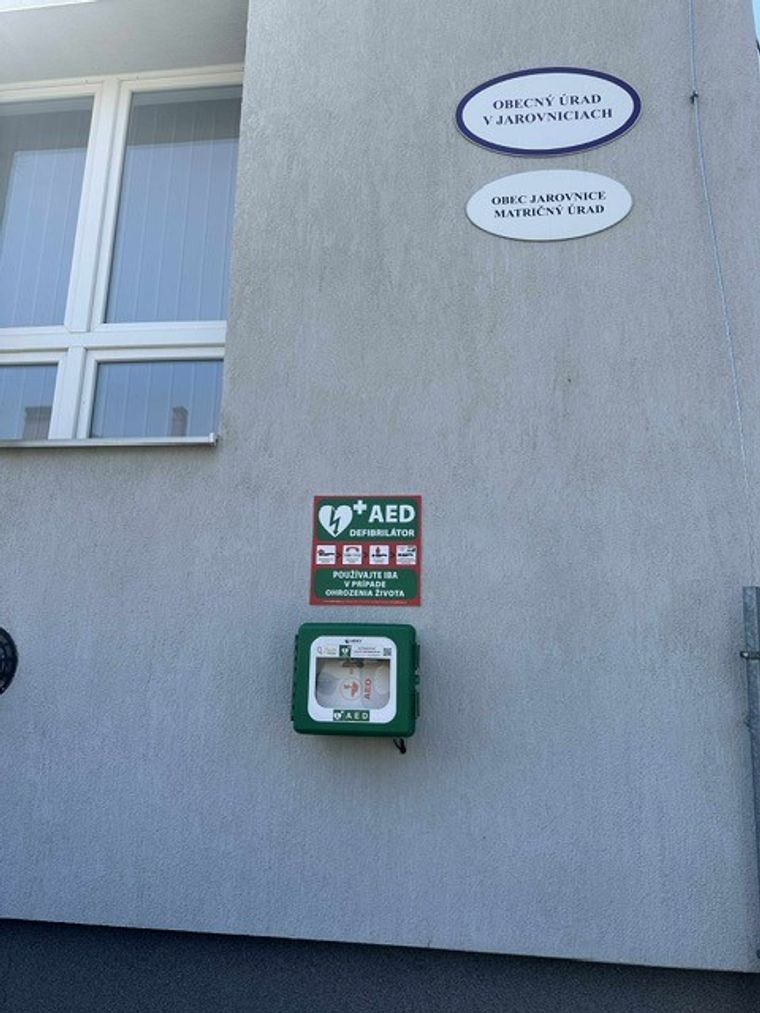 OBECNÝ ÚRAD
V JAROVNICIACH
OBEC JAROVNICE
MATRIČNÝ ÚRAD
AED
DEFIBRILÁTOR
POUŽÍVAJTE IBA
V PRÍPADE
OHROZENIA ŽIVOTA
AED
AED